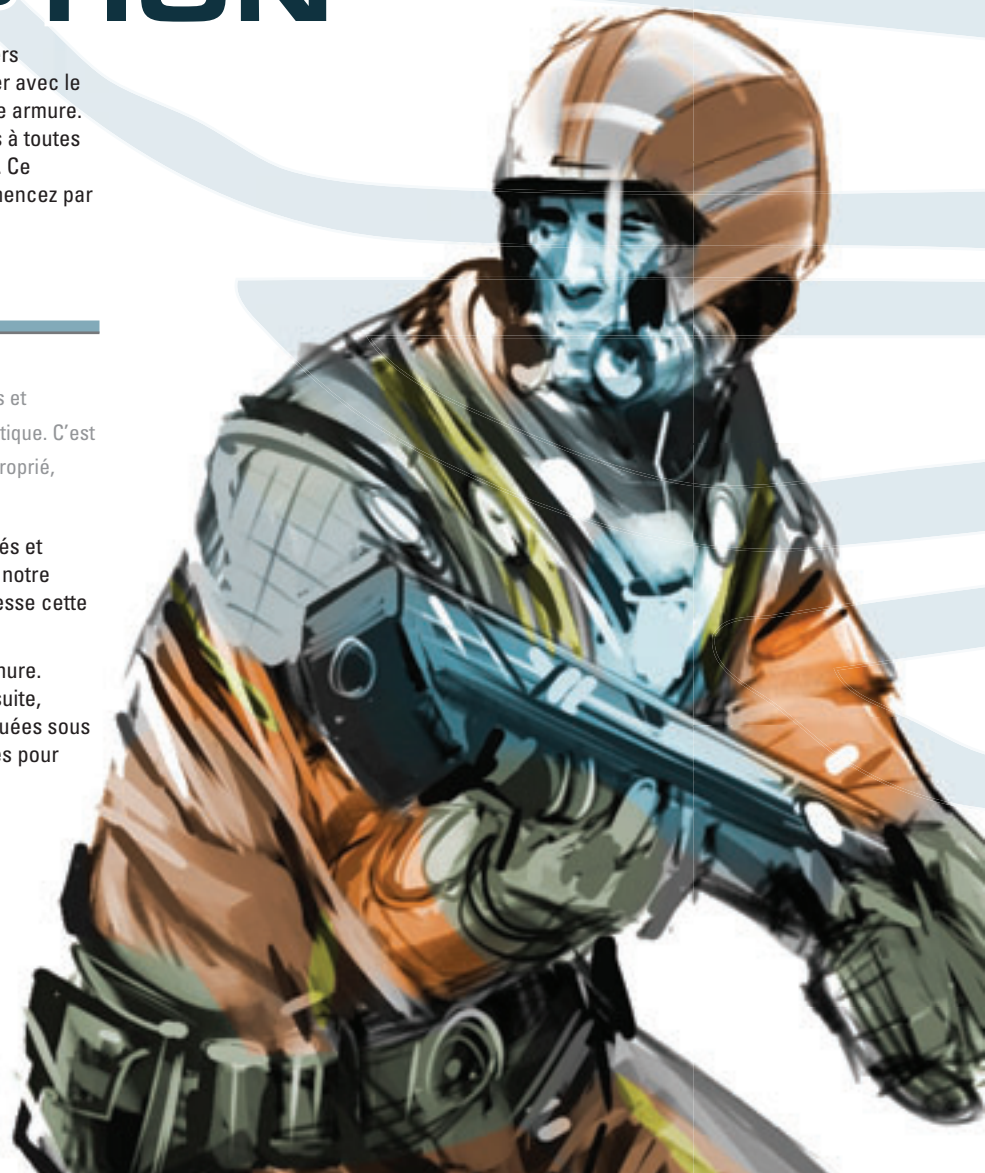 TION
rs
er avec le
e armure.
s à toutes
. Ce
mencez par
s et
tique. C'est
roprié,
és et
notre
esse cette
nure.
suite,
uées sous
es pour